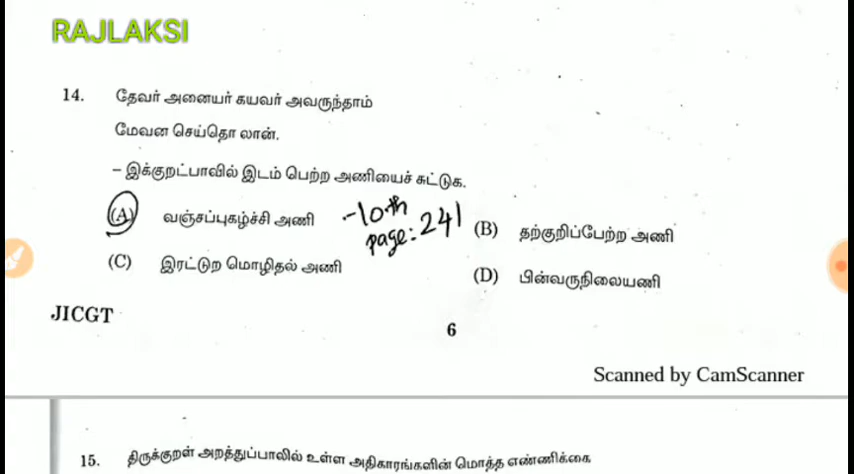 RAJLAKSI
14. தேவர் அனையர் கயவர் அவருந்தாம்
மேவன செய்தொ லான்.
– இக்குறட்பாவில் இடம் பெற்ற அணியைச் சுட்டுக.
(A) வஞ்சப்புகழ்ச்சி அணி -10th page: 241
(B) தற்குறிப்பேற்ற அணி
(C) இரட்டுற மொழிதல் அணி
(D) பின்வருநிலையணி
JICGT
6
Scanned by CamScanner
15. திருக்குறள் அறத்துப்பாலில் உள்ள அதிகாரங்களின் மொத்த எண்ணிக்கை